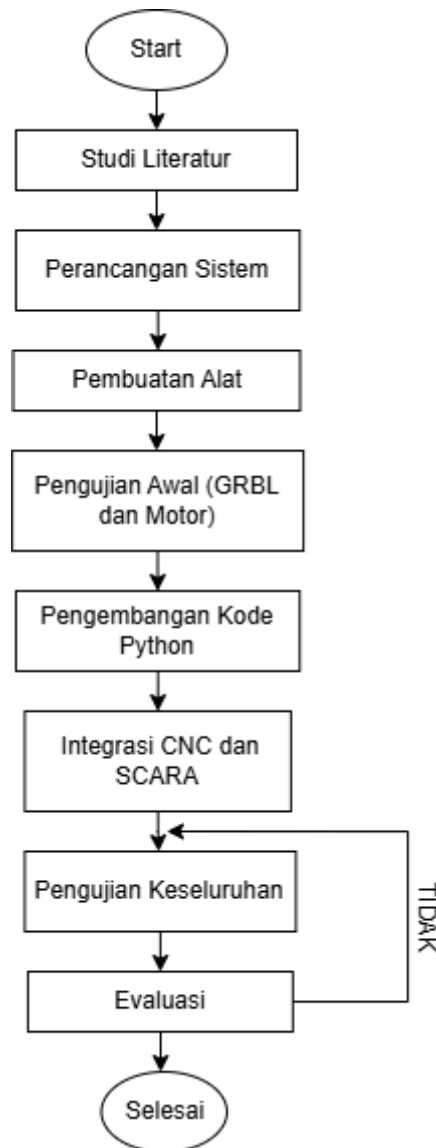 Start
Studi Literatur
Perancangan Sistem
Pembuatan Alat
Pengujian Awal (GRBL
dan Motor)
Pengembangan Kode
Python
Integrasi CNC dan
SCARA
Pengujian Keseluruhan
TIDAK
Evaluasi
Selesai